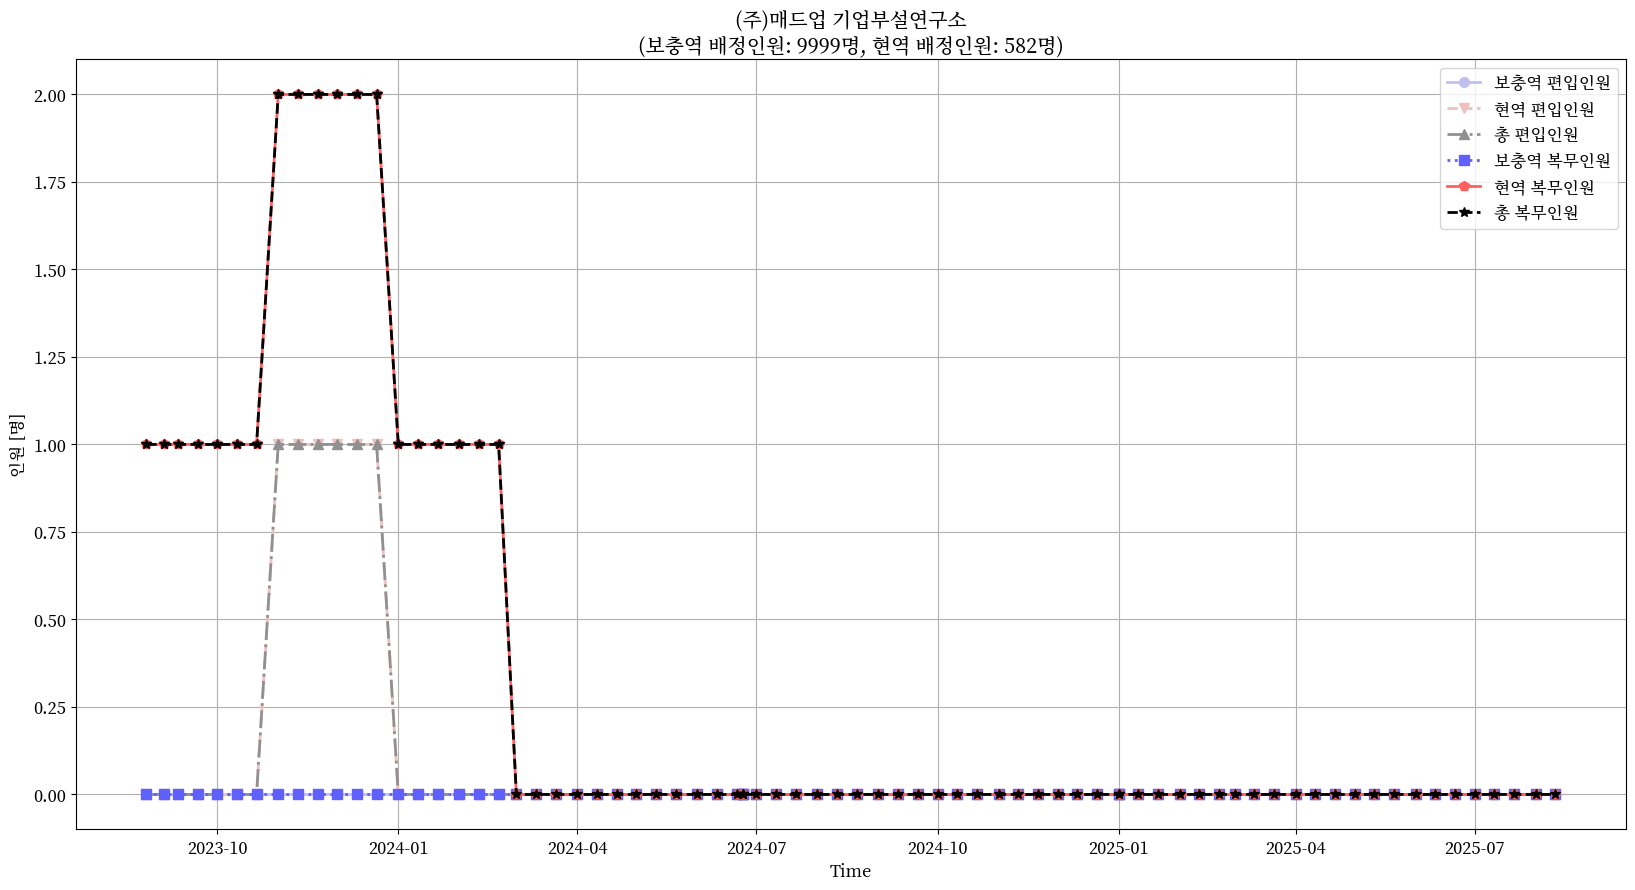 (주)매드업 기업부설연구소
(보충역 배정인원: 9999명, 현역 배정인원: 582명)
2.00
1.75
1.50
1.25
1.00
0.75
0.50
0.25
0.00
인원 [명]
보충역 편입인원
현역 편입인원
총 편입인원
보충역 복무인원
현역 복무인원
총 복무인원
2023-10
2024-01
2024-04
2024-07
2024-10
2025-01
2025-04
2025-07
Time